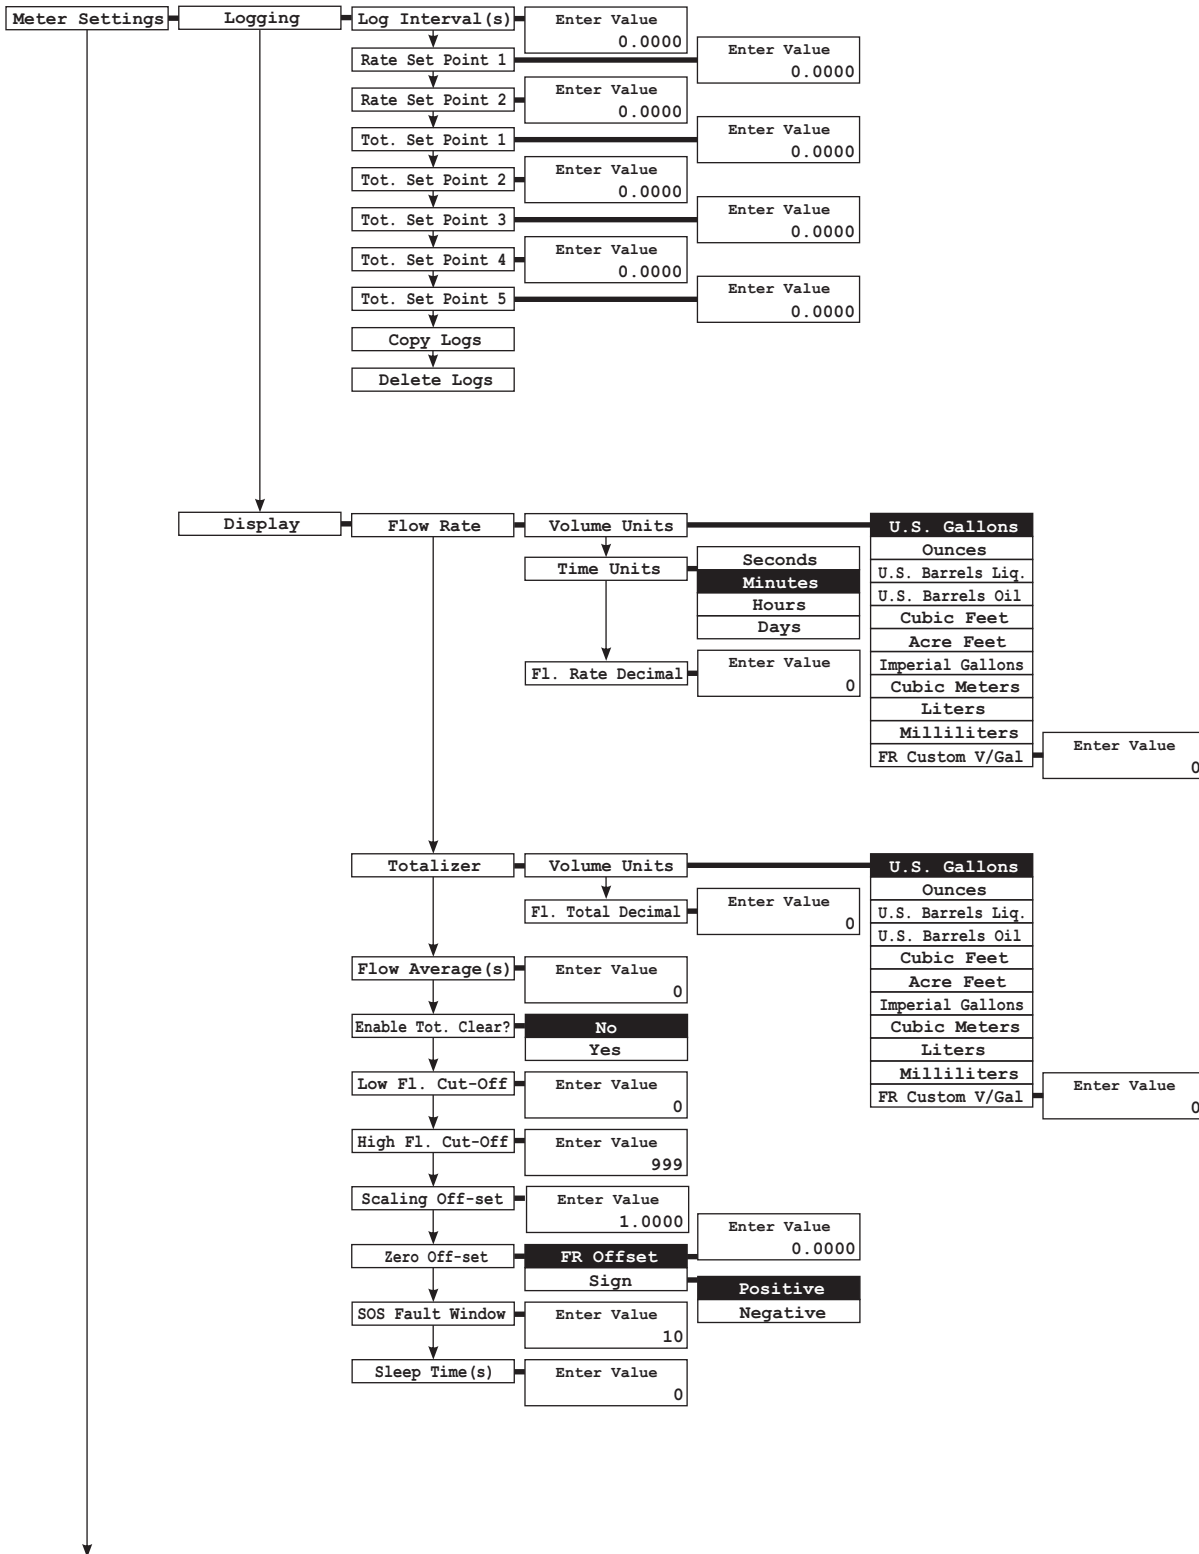 Meter Settings
Logging
Log Interval(s)
Enter Value
0.0000
Rate Set Point 1
Enter Value
0.0000
Rate Set Point 2
Enter Value
0.0000
Tot. Set Point 1
Enter Value
0.0000
Tot. Set Point 2
Enter Value
0.0000
Tot. Set Point 3
Enter Value
0.0000
Tot. Set Point 4
Enter Value
0.0000
Tot. Set Point 5
Enter Value
0.0000
Copy Logs
Delete Logs
Display
Flow Rate
Volume Units
U.S. Gallons
Ounces
U.S. Barrels Liq.
U.S. Barrels Oil
Cubic Feet
Acre Feet
Imperial Gallons
Cubic Meters
Liters
Milliliters
FR Custom V/Gal
Enter Value
0
Time Units
Seconds
Minutes
Hours
Days
Fl. Rate Decimal
Enter Value
0
Totalizer
Volume Units
U.S. Gallons
Ounces
U.S. Barrels Liq.
U.S. Barrels Oil
Cubic Feet
Acre Feet
Imperial Gallons
Cubic Meters
Liters
Milliliters
FR Custom V/Gal
Enter Value
0
Fl. Total Decimal
Enter Value
0
Flow Average(s)
Enter Value
0
Enable Tot. Clear?
No
Yes
Low Fl. Cut-Off
Enter Value
0
High Fl. Cut-Off
Enter Value
999
Scaling Off-set
Enter Value
1.0000
Zero Off-set
FR Offset
Enter Value
0.0000
Sign
Positive
Negative
SOS Fault Window
Enter Value
10
Sleep Time(s)
Enter Value
0